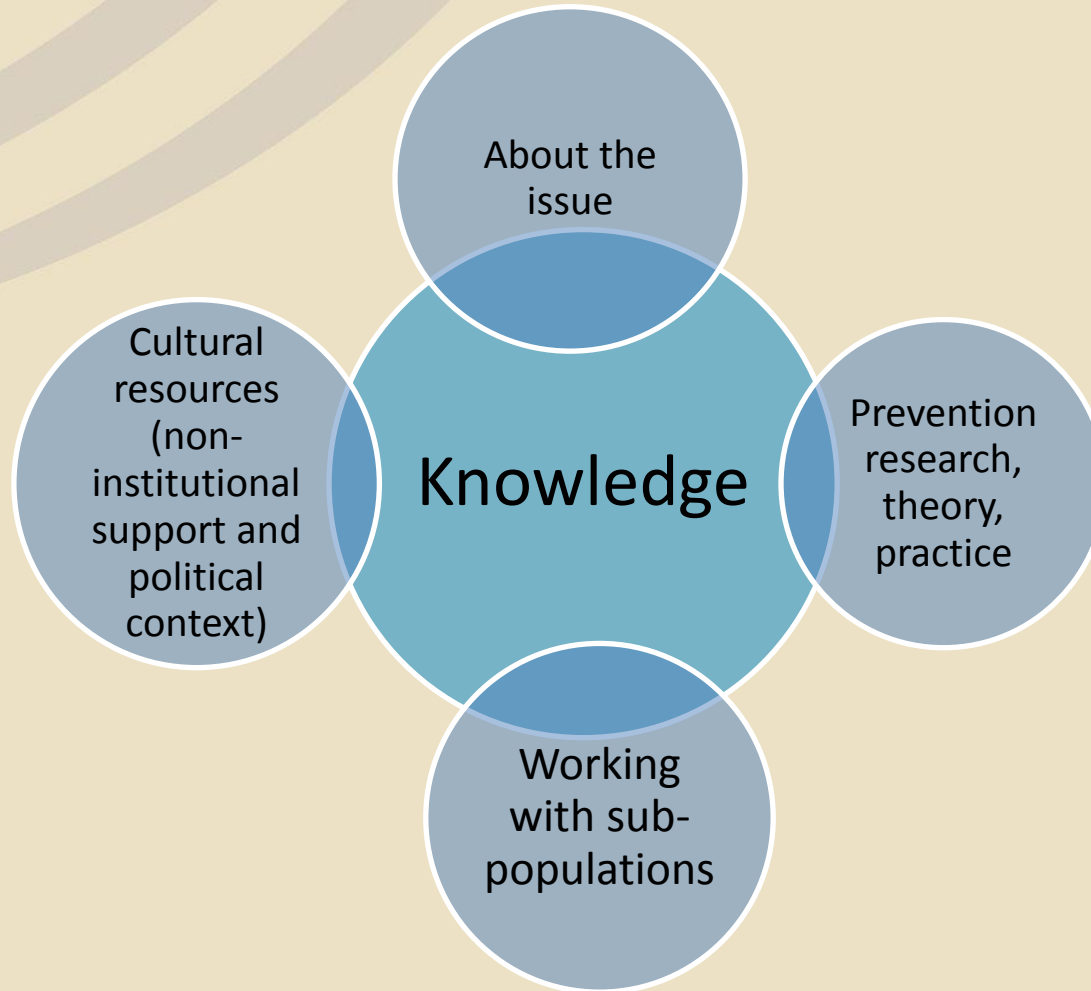 About the
issue
Cultural
resources
(non-
institutional
support and
political
context)
Knowledge
Prevention
research,
theory,
practice
Working
with sub-
populations